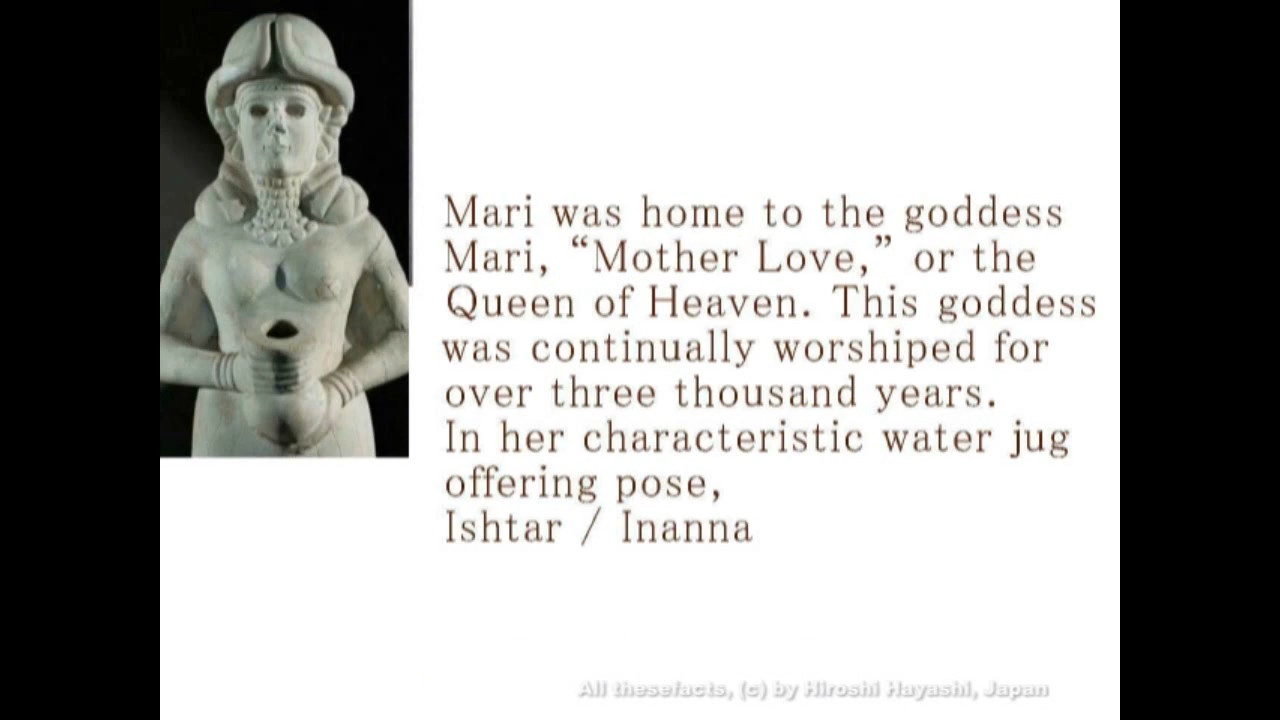 Mari was home to the goddess
Mari, “Mother Love,” or the
Queen of Heaven. This goddess
was continually worshiped for
over three thousand years.
In her characteristic water jug
offering pose,
Ishtar / Inanna
All thesefacts, (c) by Hiroshi Hayashi, Japan